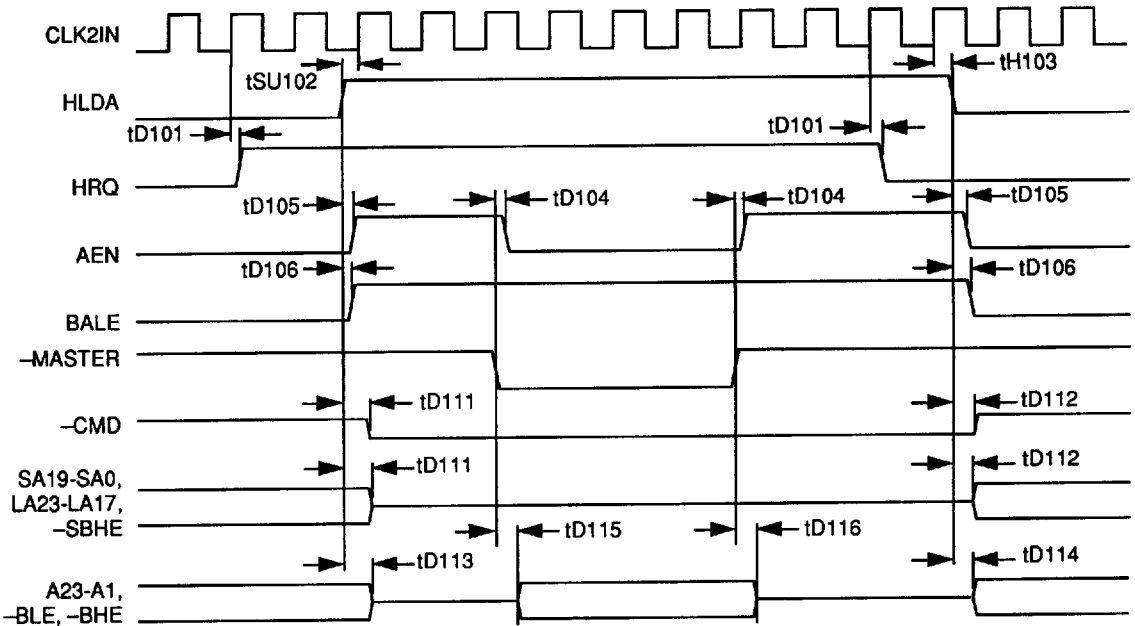 CLK2IN
tSU102
tH103
HLDA
tD101
tD101
HRQ
tD105
tD104
tD104
tD105
AEN
tD106
tD106
BALE
–MASTER
tD111
tD112
–CMD
tD111
tD112
SA19-SA0,
LA23-LA17,
–SBHE
tD115
tD116
tD113
tD114
A23-A1,
–BLE, –BHE